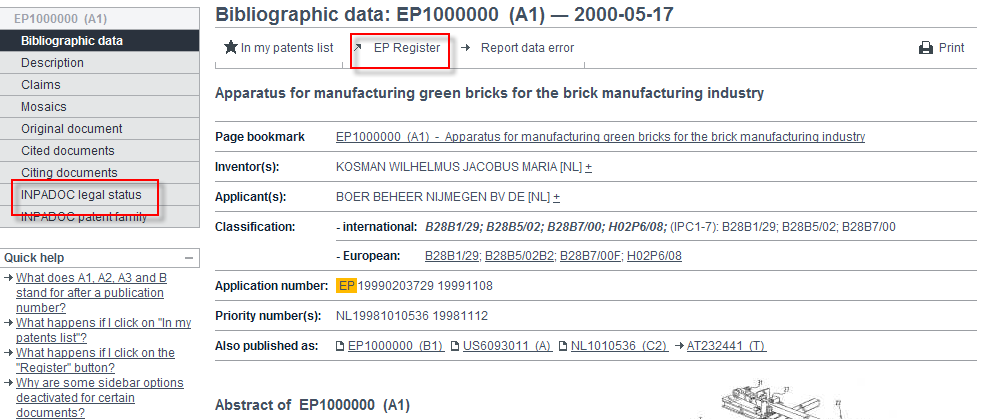 EP1000000 (A1)
Bibliographic data
Description
Claims
Mosaics
Original document
Cited documents
Citing documents
INPADOC legal status
INPADOC patent family
Quick help
What does A1, A2, A3 and B
stand for after a publication
number?
What happens if I click on "In my
patents list"?
What happens if I click on the
"Register" button?
Why are some sidebar options
deactivated for certain
documents?
Bibliographic data: EP1000000 (A1) — 2000-05-17
In my patents list EP Register Report data error Print
Apparatus for manufacturing green bricks for the brick manufacturing industry
Page bookmark EP1000000 (A1) - Apparatus for manufacturing green bricks for the brick manufacturing industry
Inventor(s): KOSMAN WILHELMUS JACOBUS MARIA [NL] +
Applicant(s): BOER BEHEER NIJMEGEN BV DE [NL] +
Classification: - international: B28B1/29; B28B5/02; B28B7/00; H02P6/08; (IPC1-7): B28B1/29; B28B5/02; B28B7/00
- European: B28B1/29; B28B5/02B2; B28B7/00F; H02P6/08
Application number: EP19990203729 19991108
Priority number(s): NL19981010536 19981112
Also published as: EP1000000 (B1) US6093011 (A) NL1010536 (C2) AT232441 (T)
Abstract of EP1000000 (A1)